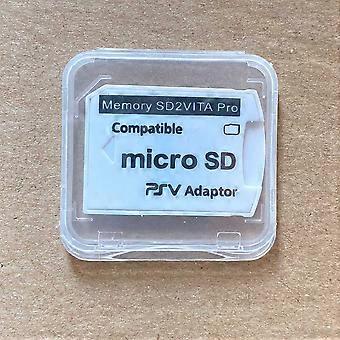 Memory SD2VITA Pro
Compatible
micro SD
PSV Adaptor